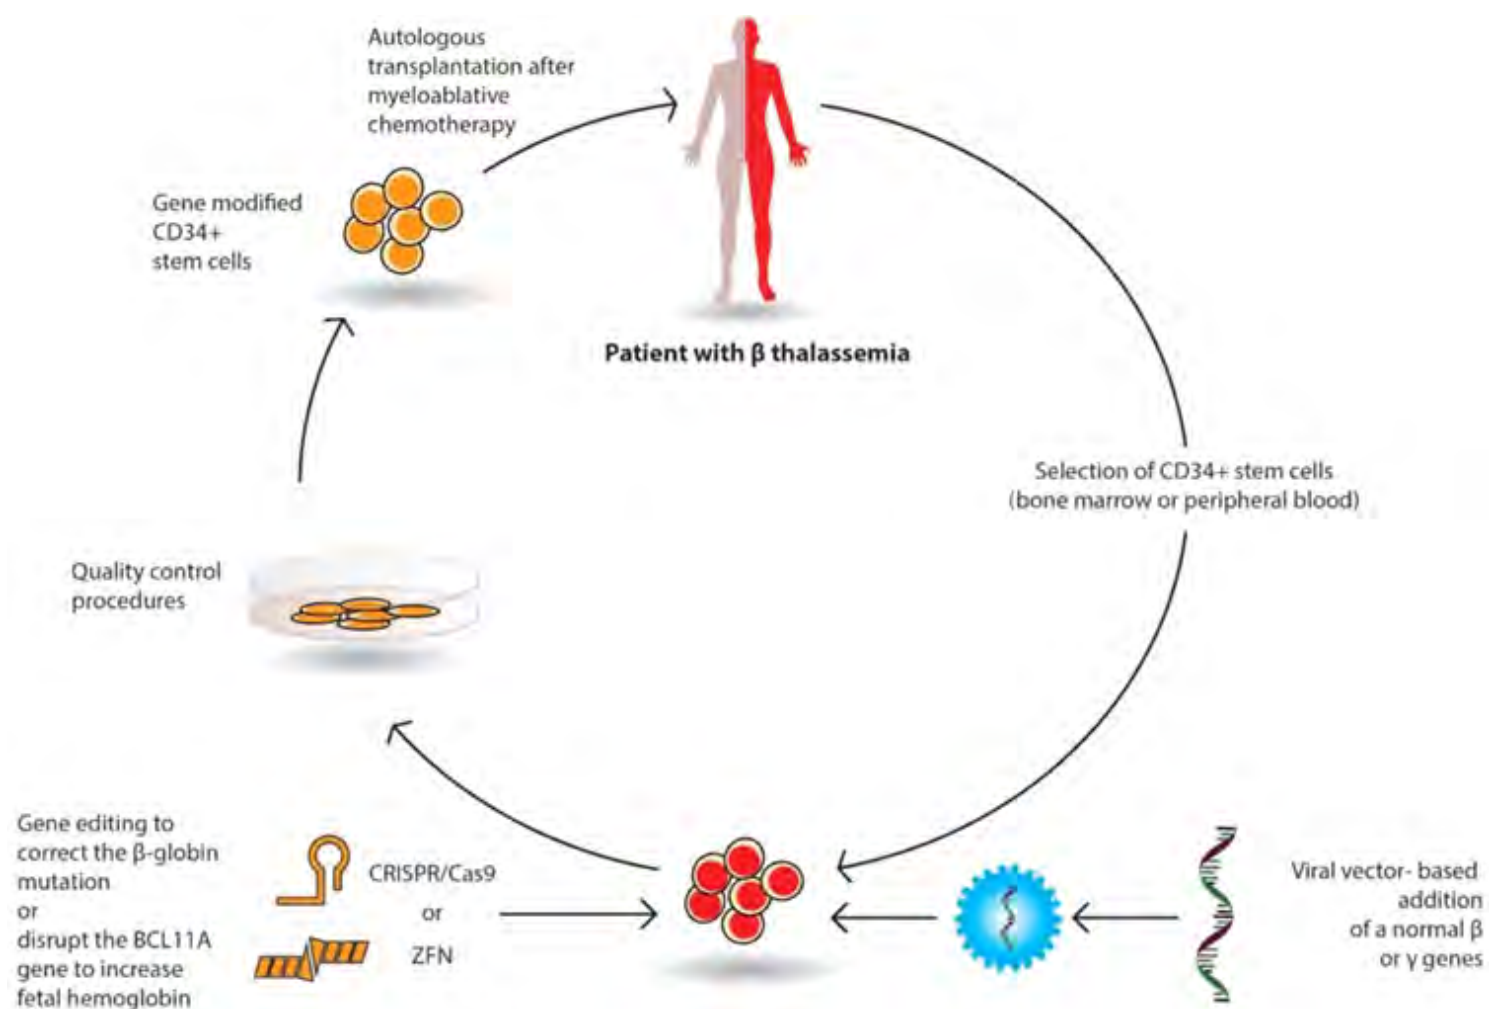 Autologous
transplantation after
myeloablative
chemotherapy
Gene modified
CD34+
stem cells
Patient with β thalassemia
Selection of CD34+ stem cells
(bone marrow or peripheral blood)
Quality control
procedures
Gene editing to
correct the β-globin
mutation
or
disrupt the BCL11A
gene to increase
fetal hemoglobin
CRISPR/Cas9
or
ZFN
Viral vector- based
addition
of a normal β
or γ genes